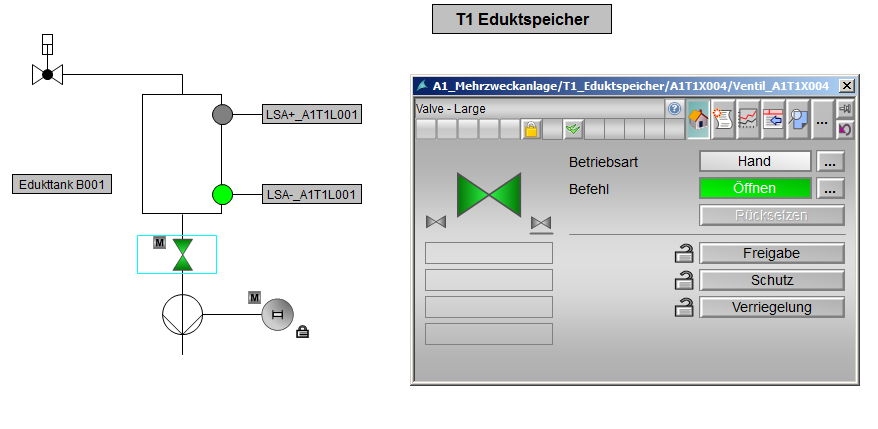 T1 Eduktspeicher
LSA+_A1T1L001
Edukttank B001
LSA-_A1T1L001
M
M
A1_Mehrzweckanlage/T1_Eduktspeicher/A1T1X004/Ventil_A1T1X004
Valve - Large
...
Betriebsart Hand ...
Befehl Öffnen ...
Rücksetzen
Freigabe
Schutz
Verriegelung